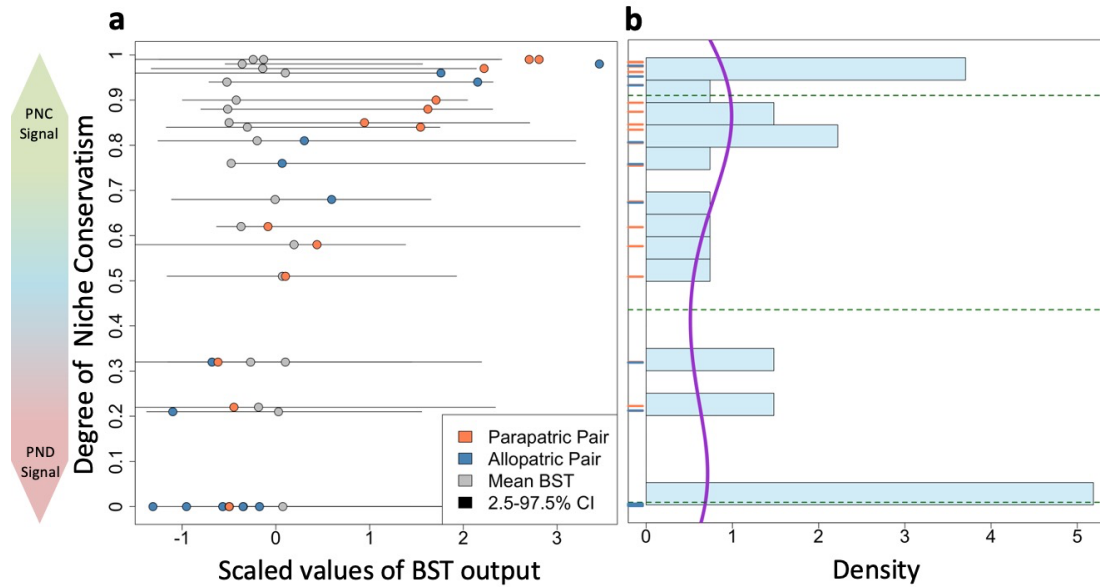 a
b
PNC
Signal
PND
Signal
Degree of Niche Conservatism
1
0.9
0.8
0.7
0.6
0.5
0.4
0.3
0.2
0.1
0
Parapatric Pair
Allopatric Pair
Mean BST
2.5-97.5% CI
-1 0 1 2 3
Scaled values of BST output
0 1 2 3 4 5
Density